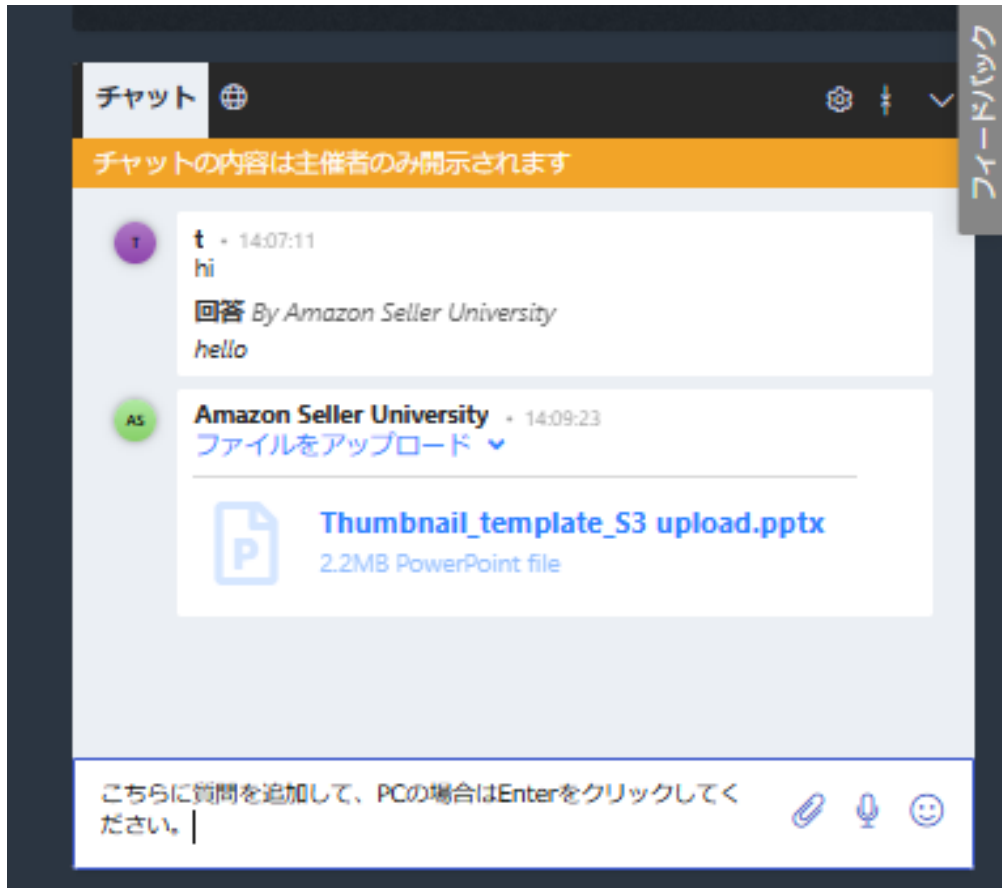 チャット
フィードバック
チャットの内容は主催者のみ開示されます
T
t • 14:07:11
hi
回答 By Amazon Seller University
hello
AS
Amazon Seller University • 14:09:23
ファイルをアップロード
P
Thumbnail_template_S3 upload.pptx
2.2MB PowerPoint file
こちらに質問を追加して、PCの場合はEnterをクリックしてく
ださい。